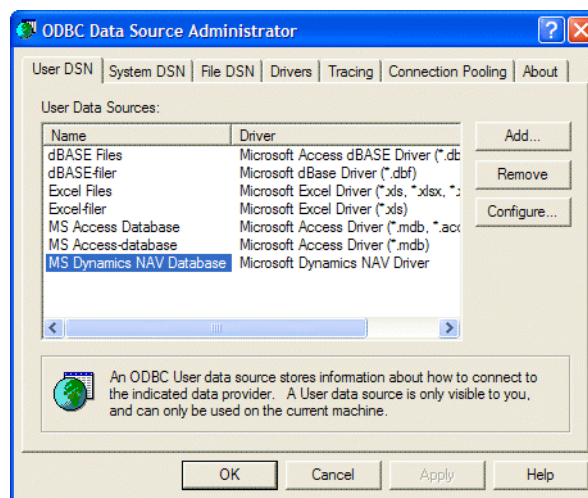 ODBC Data Source Administrator
User DSN System DSN File DSN Drivers Tracing Connection Pooling About
User Data Sources:
Name Driver
dBASE Files Microsoft Access dBASE Driver (*.db
dBASE-filer Microsoft dBase Driver (*.dbf)
Excel Files Microsoft Excel Driver (*.xls, *.xlsx, *.x
Excel-filer Microsoft Excel Driver (*.xls)
MS Access Database Microsoft Access Driver (*.mdb, *.acc
MS Access-database Microsoft Access Driver (*.mdb)
MS Dynamics NAV Database Microsoft Dynamics NAV Driver
Add...
Remove
Configure...
An ODBC User data source stores information about how to connect to
the indicated data provider. A User data source is only visible to you,
and can only be used on the current machine.
OK Cancel Apply Help